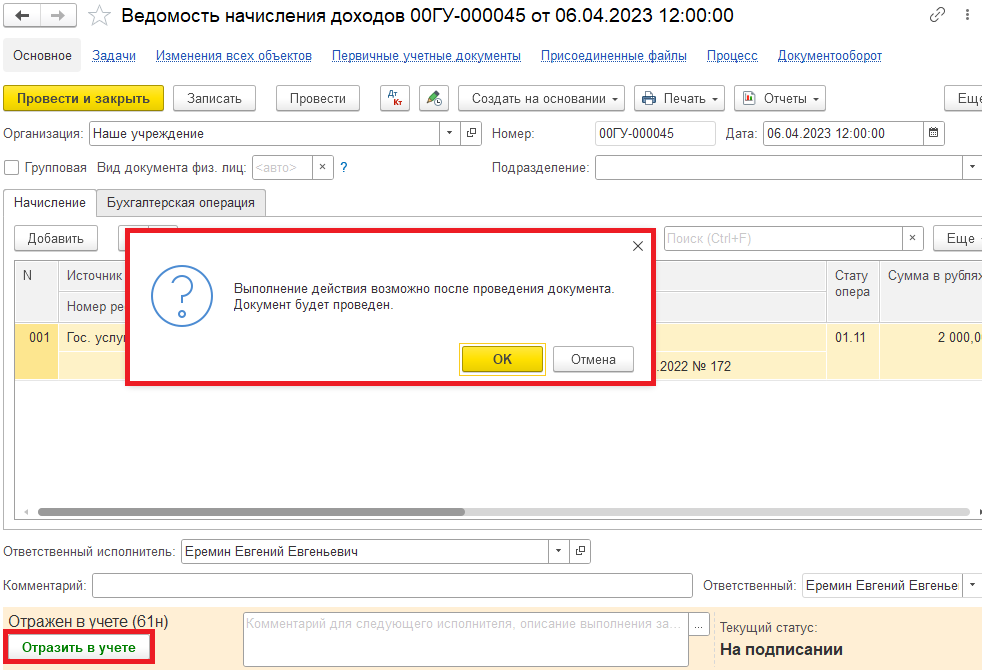 Ведомость начисления доходов 00ГУ-000045 от 06.04.2023 12:00:00
Основное Задачи Изменения всех объектов Первичные учетные документы Присоединенные файлы Процесс Документооборот
Провести и закрыть Записать Провести Дт Кт Создать на основании Печать Отчеты Еще
Организация: Наше учреждение Номер: 00ГУ-000045 Дата: 06.04.2023 12:00:00
Групповая Вид документа физ. лиц: <авто> × ? Подразделение:
Начисление Бухгалтерская операция
Добавить Поиск (Ctrl+F) × Еще
N Источник Стату Сумма в рублях
опера
Номер рее
001 Гос. услуг 01.11 2 000,0
.2022 № 172
Выполнение действия возможно после проведения документа.
Документ будет проведен.
OK Отмена
Ответственный исполнитель: Еремин Евгений Евгеньевич
Комментарий: Ответственный: Еремин Евгений Евгенье
Отражен в учете (61н) Комментарий для следующего исполнителя, описание выполнения за... ... Текущий статус:
Отразить в учете На подписании